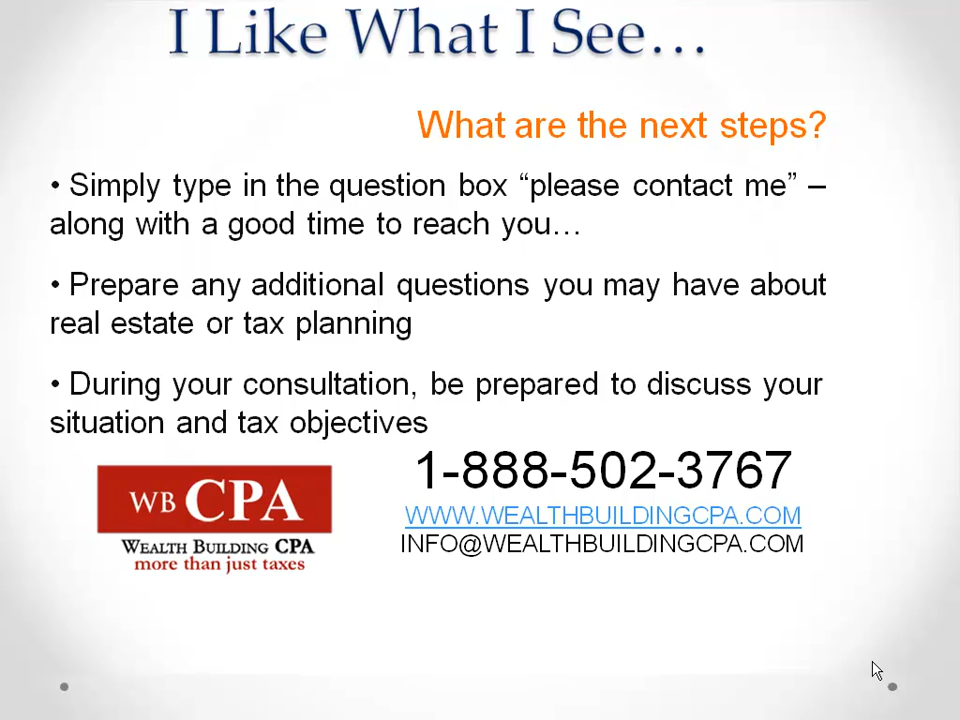 I Like What I See…
What are the next steps?
• Simply type in the question box “please contact me” –
along with a good time to reach you…
• Prepare any additional questions you may have about
real estate or tax planning
• During your consultation, be prepared to discuss your
situation and tax objectives
1-888-502-3767
WWW.WEALTHBUILDINGCPA.COM
INFO@WEALTHBUILDINGCPA.COM
WB CPA
WEALTH BUILDING CPA
more than just taxes